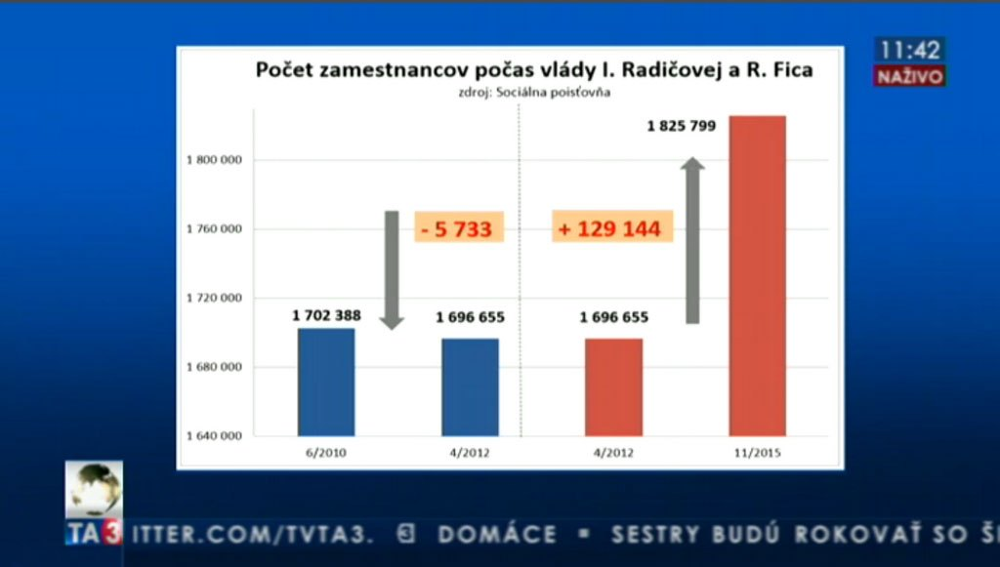 11:42
NAŽIVO
Počet zamestnancov počas vlády I. Radičovej a R. Fica
zdroj: Sociálna poisťovňa
1 825 799
1 800 000
1 760 000
- 5 733
+ 129 144
1 720 000
1 702 388
1 696 655
1 696 655
1 680 000
1 640 000
6/2010
4/2012
4/2012
11/2015
TA3 ITTER.COM/TVTA3. DOMÁCE ▪ SESTRY BUDÚ ROKOVAŤ SO